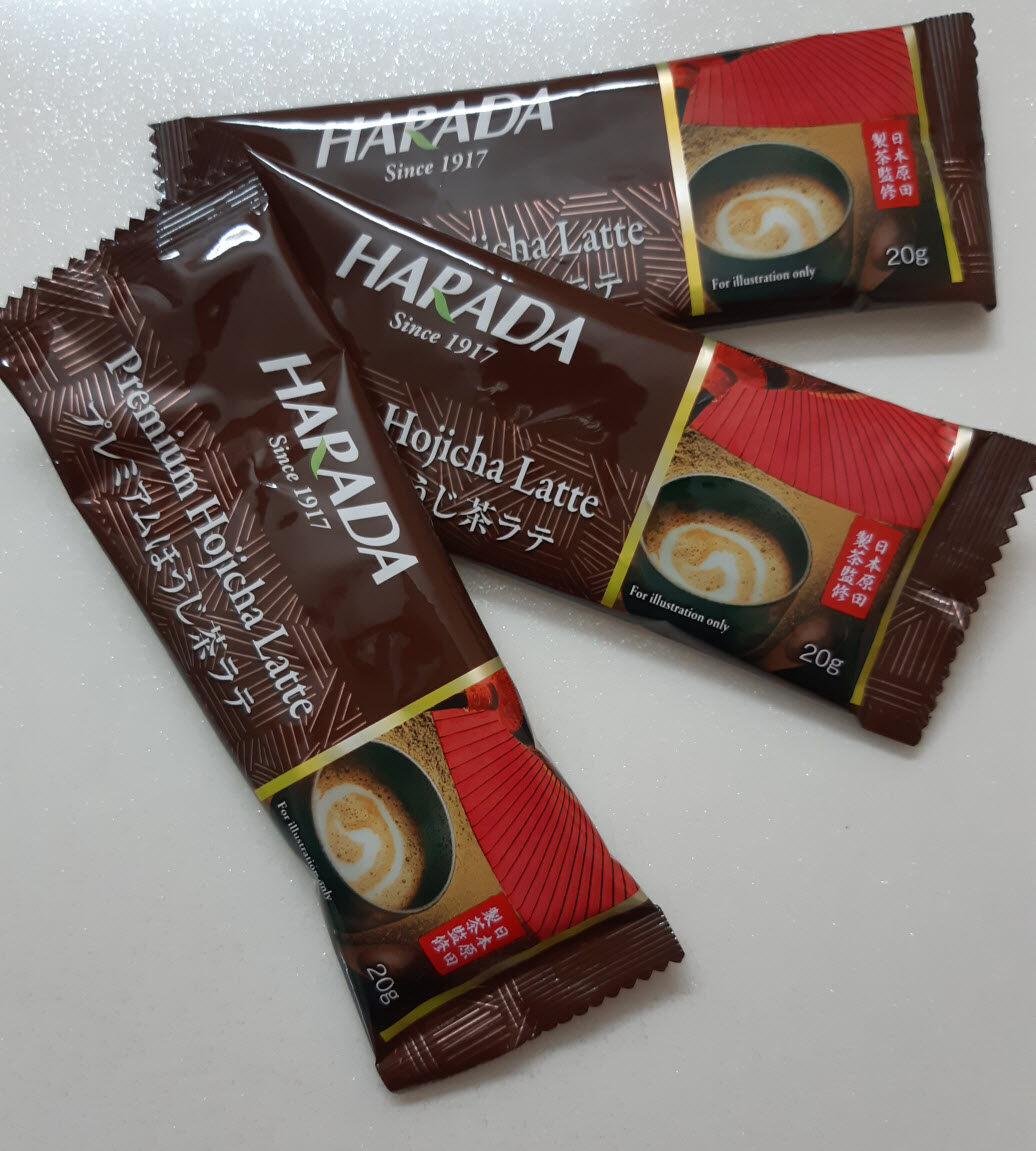 HARADA
Since 1917
Hojicha Latte
ラテ
For illustration only
日本原田
製茶監修
20g
HARADA
Since 1917
Hojicha Latte
うじ茶ラテ
For illustration only
日本原田
製茶監修
20g
HARADA
Since 1917
Premium Hojicha Latte
プレミアムほうじ茶ラテ
For illustration only
日本原田
製茶監修
20g